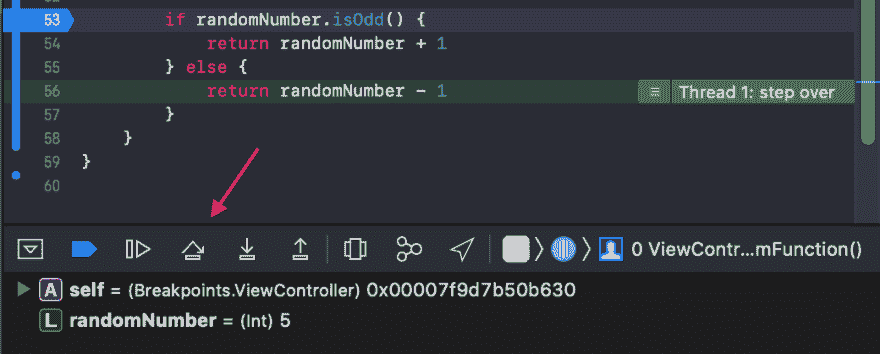 53 if randomNumber.isOdd() {
54 return randomNumber + 1
55 } else {
56 return randomNumber - 1 Thread 1: step over
57 }
58 }
59 }
60
0 ViewContr...mFunction()
A self = (Breakpoints.ViewController) 0x00007f9d7b50b630
L randomNumber = (Int) 5